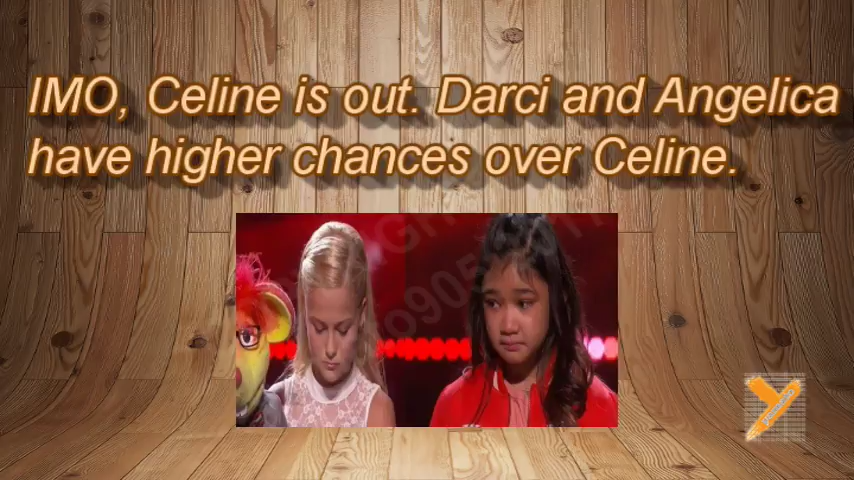 IMO, Celine is out. Darci and Angelica
have higher chances over Celine.